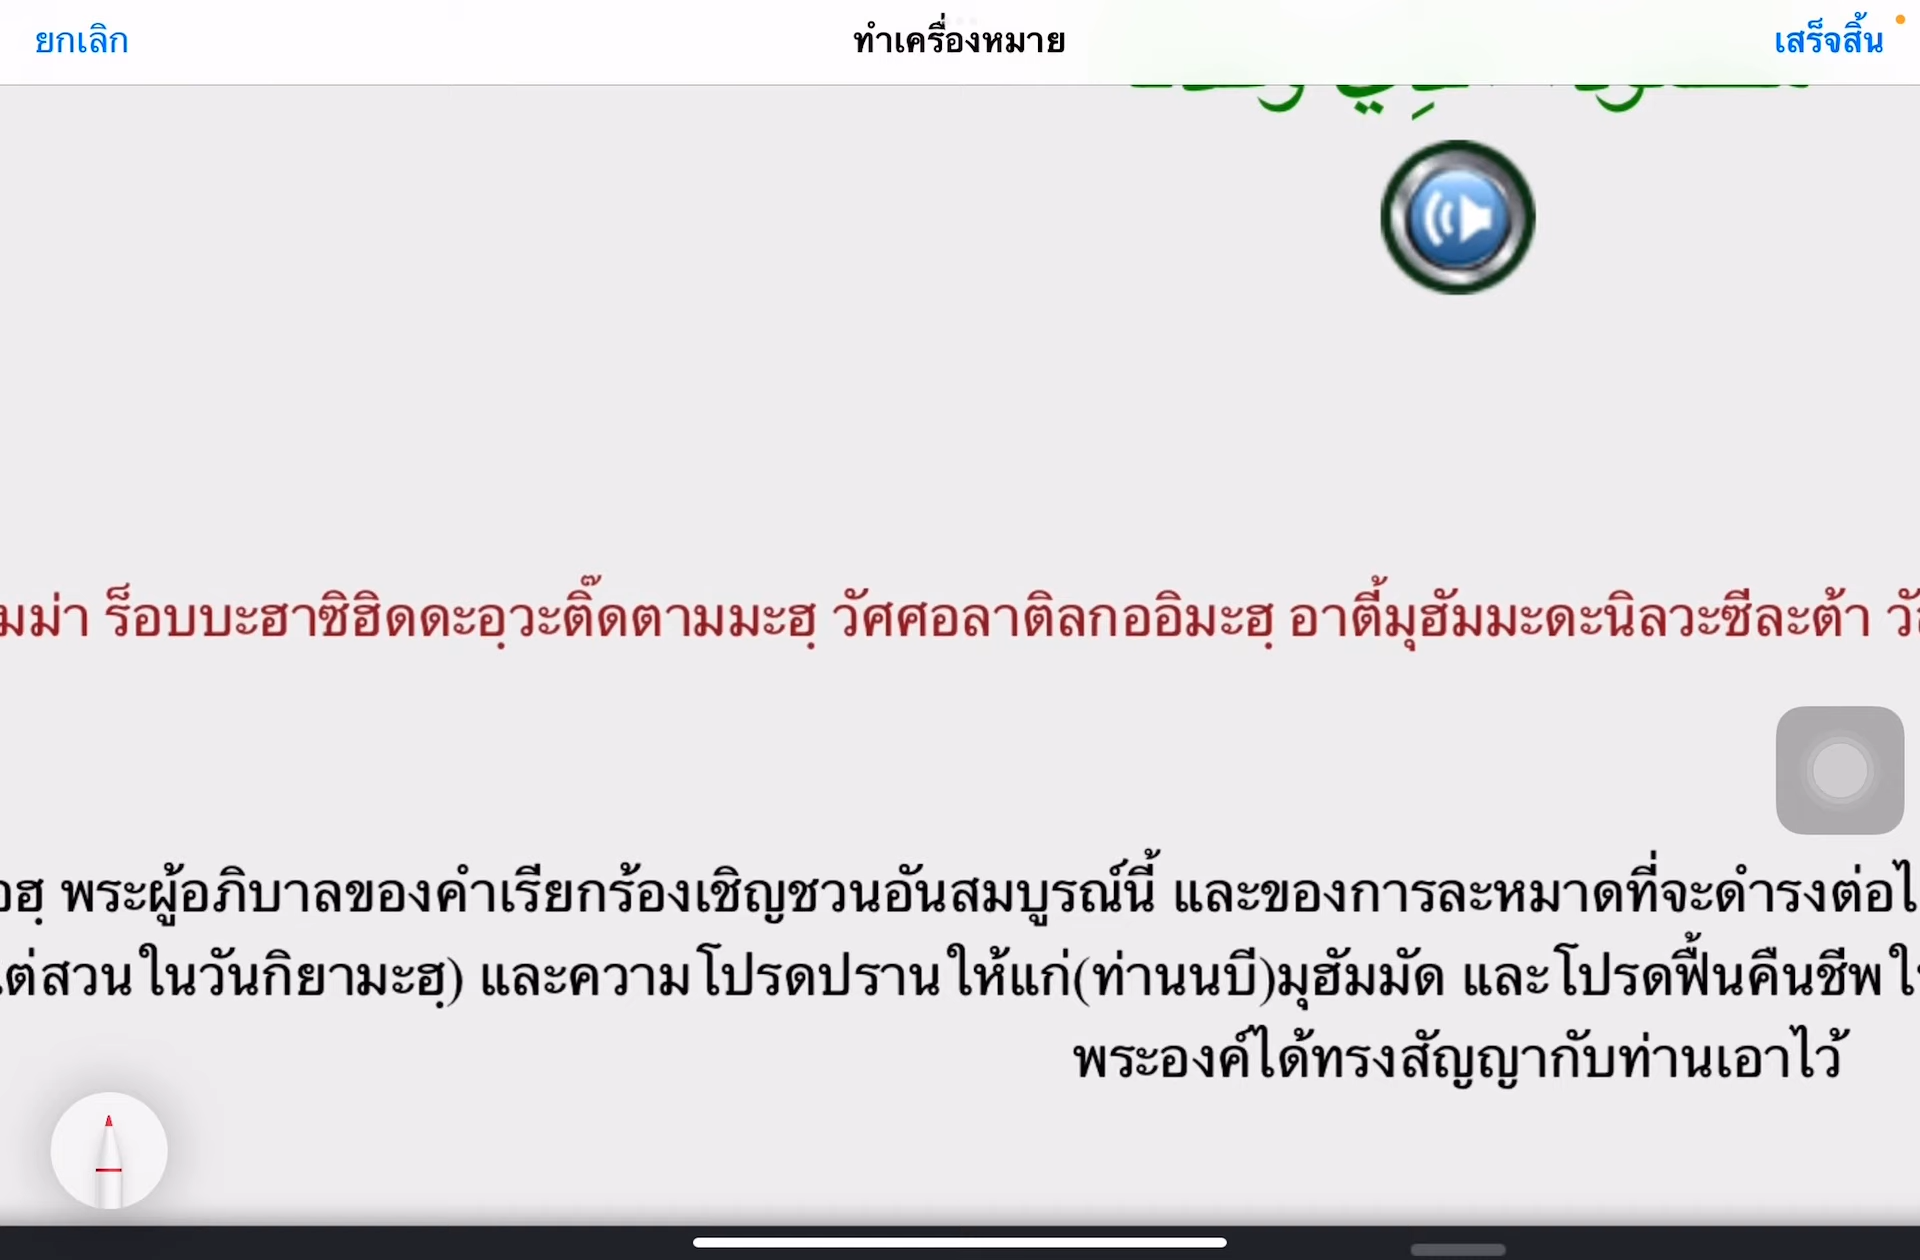 ยกเลิก ทำเครื่องหมาย เสร็จสิ้น
ร็อบบะฮาซิฮิดดะอฺวะติ๊ดตามมะฮฺ วัศศอลาติลกออิมะฮฺ อาตี้มุฮัมมะดะนิลวะซีละต้า
พระผู้อภิบาลของคำเรียกร้องเชิญชวนอันสมบูรณ์นี้ และของการละหมาดที่จะดำรงต่อ
สวนในวันกิยามะฮฺ) และความโปรดปรานให้แก่(ท่านนบี)มุฮัมมัด และโปรดฟื้นคืนชีพ
พระองค์ได้ทรงสัญญากับท่านเอาไว้